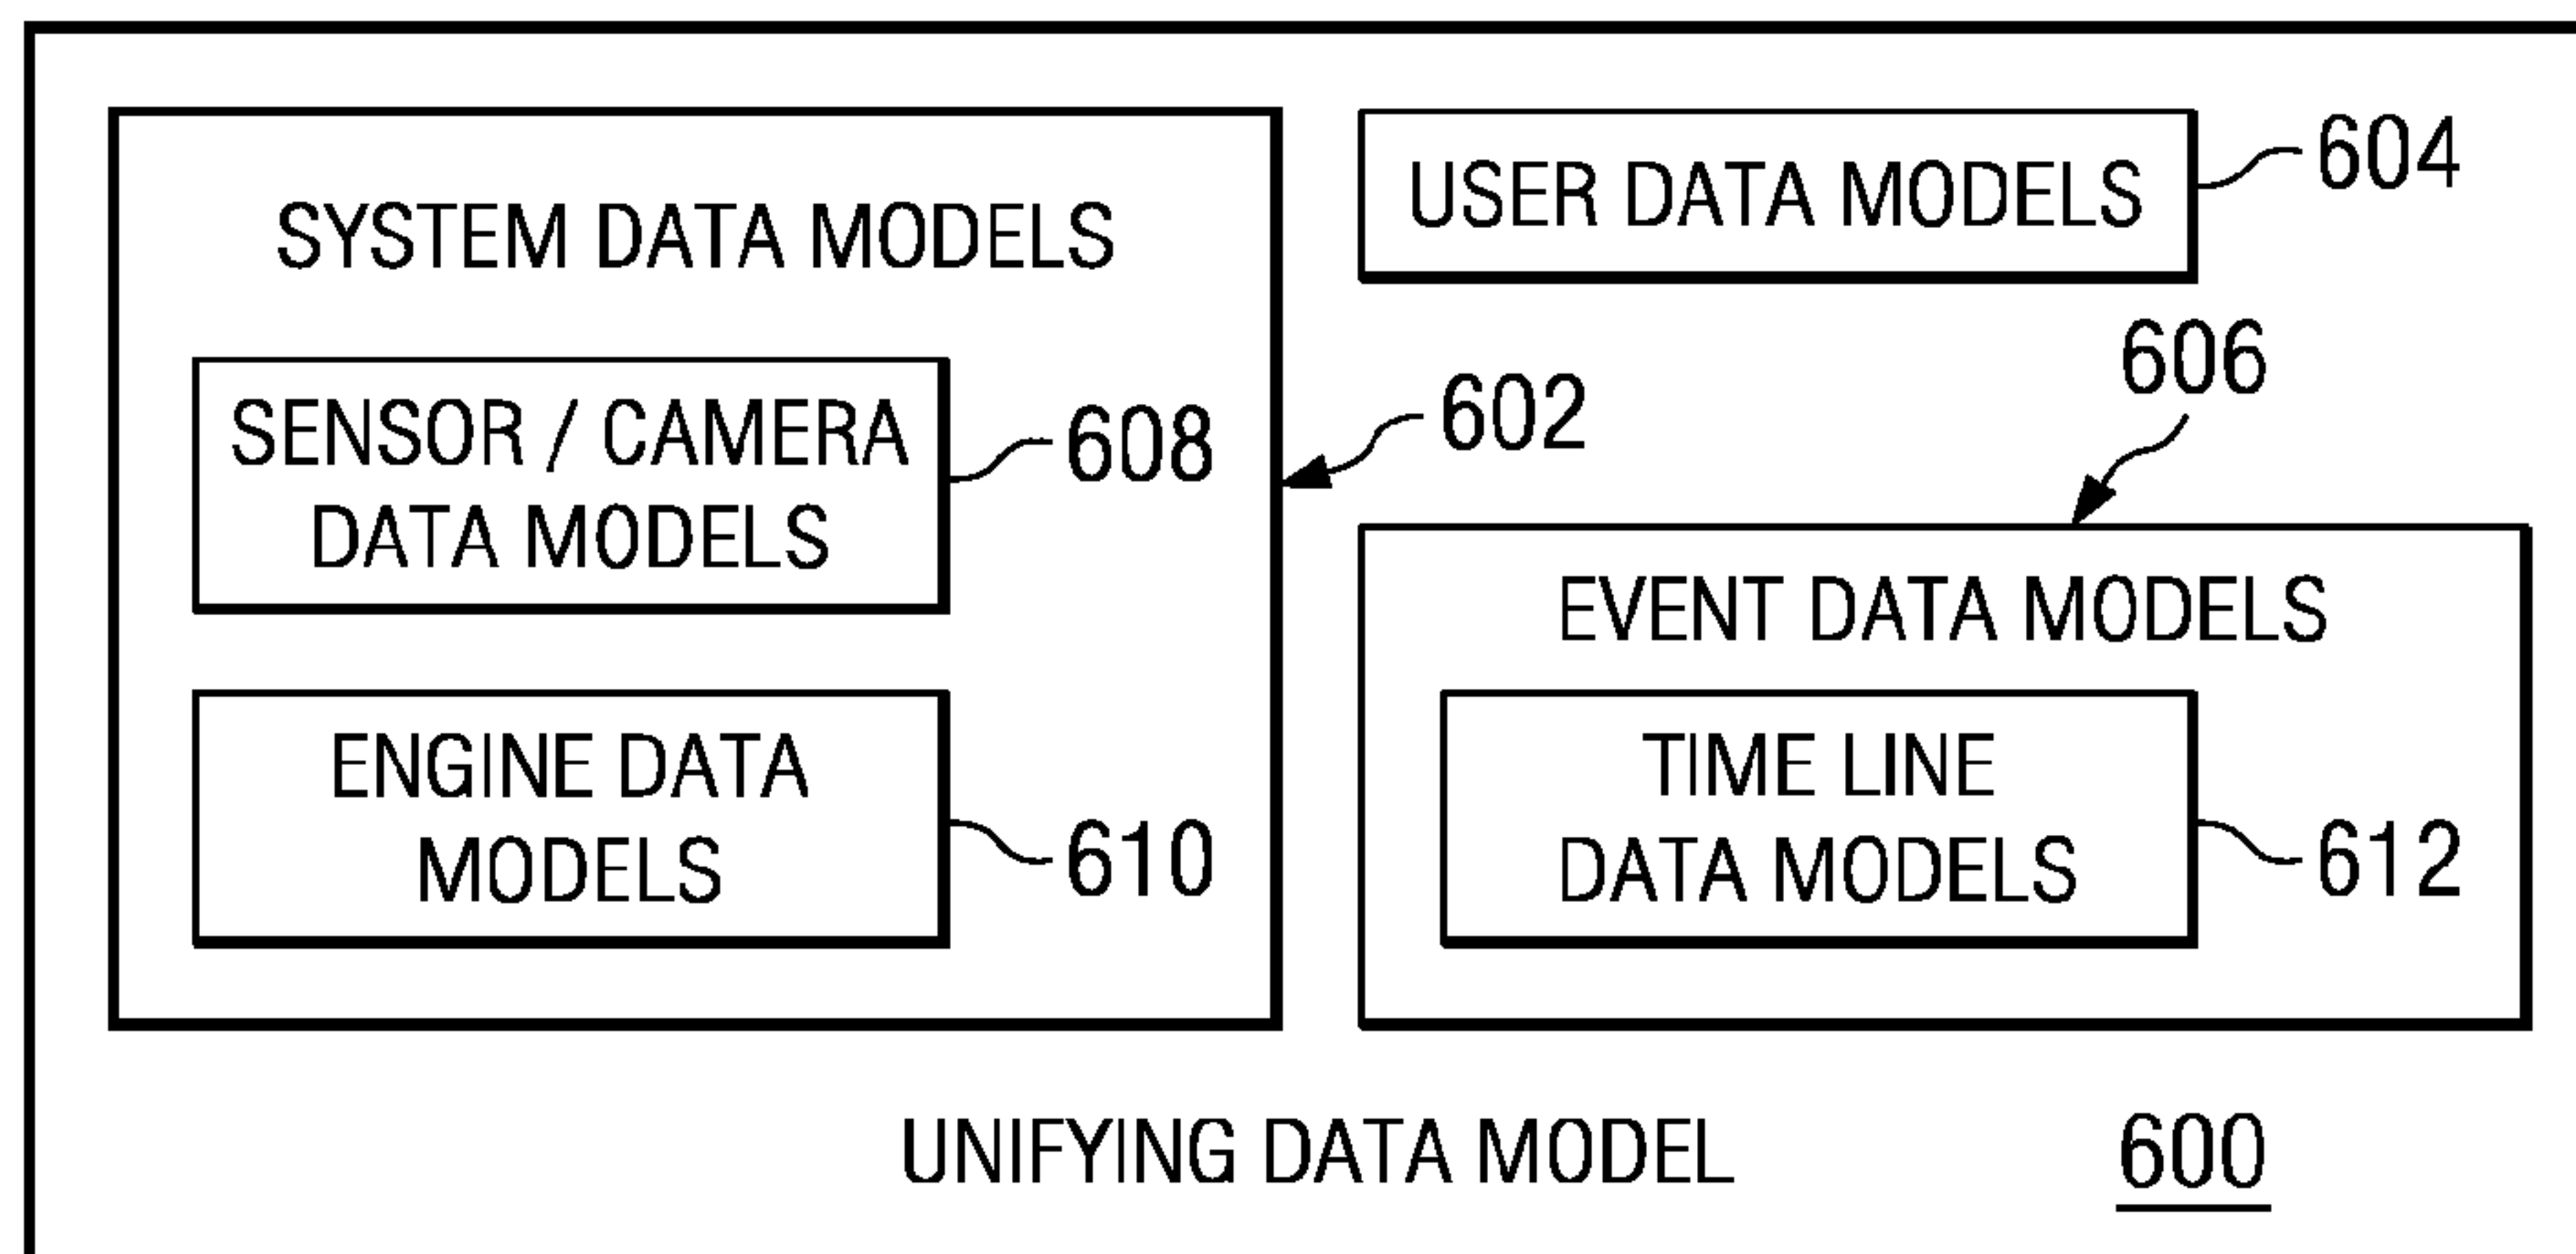 SYSTEM DATA MODELS
SENSOR / CAMERA
DATA MODELS
608
ENGINE DATA
MODELS
610
602
USER DATA MODELS
604
606
EVENT DATA MODELS
TIME LINE
DATA MODELS
612
UNIFYING DATA MODEL
600